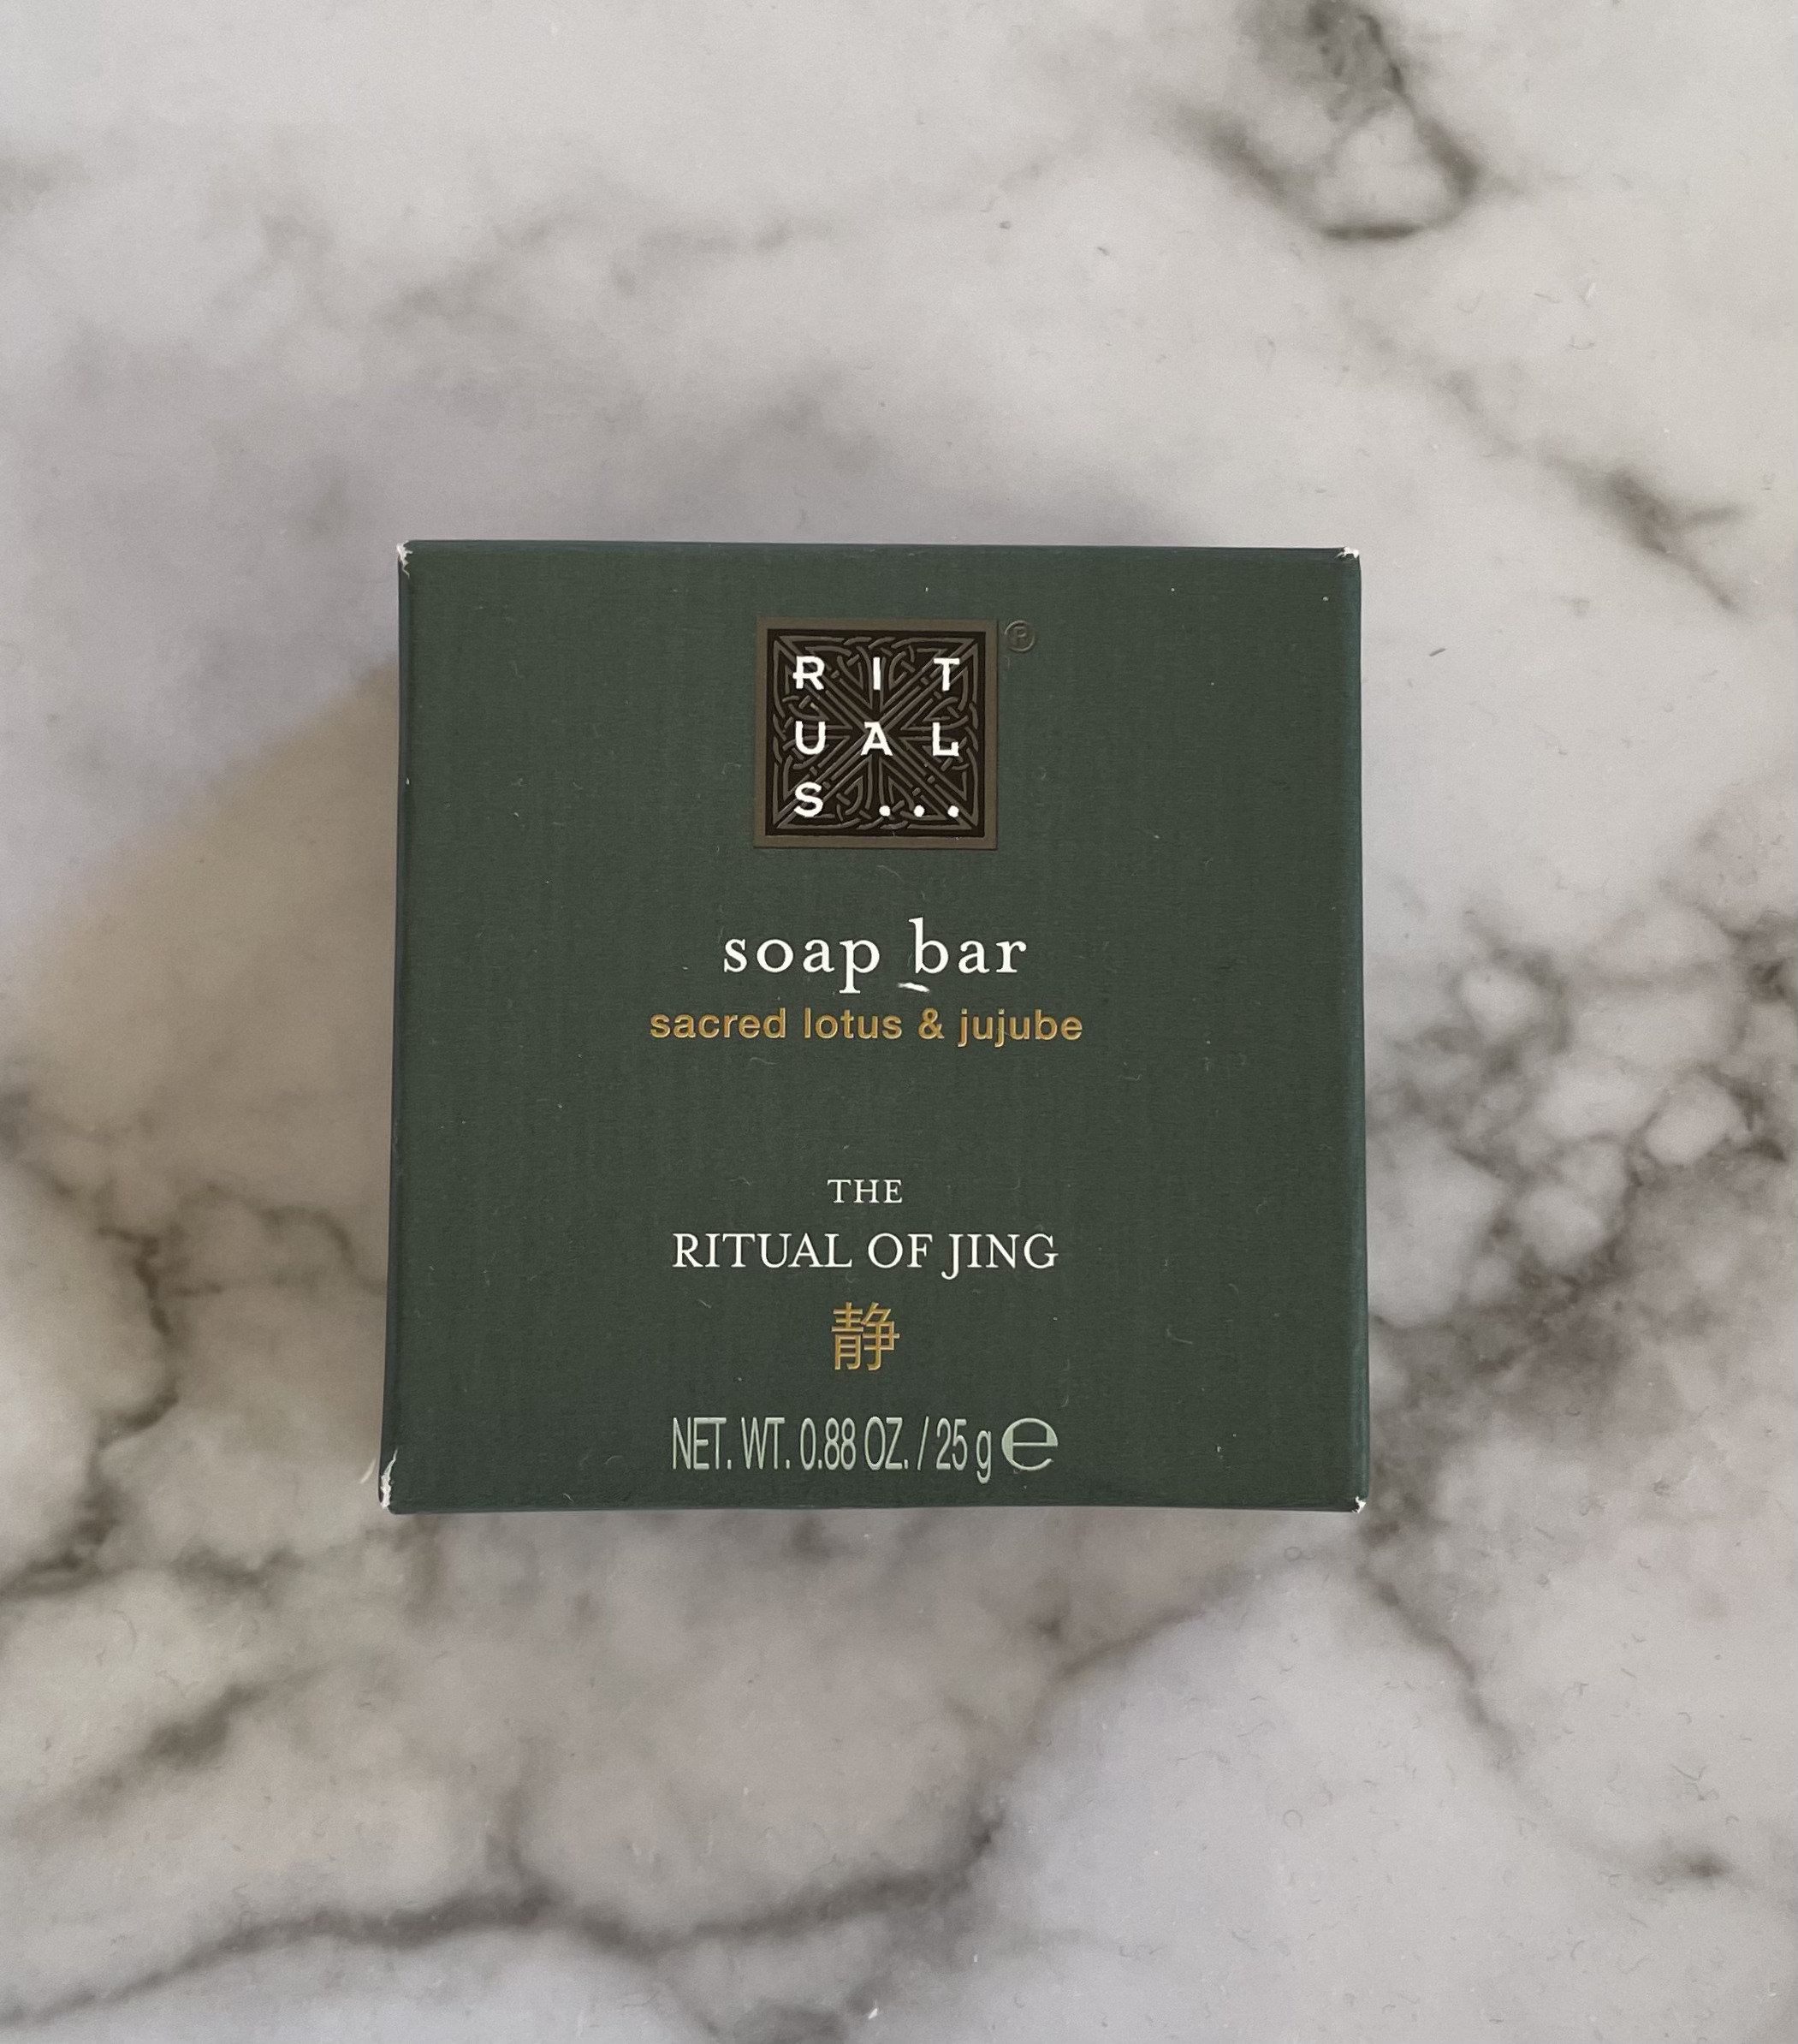 RIT
UAL
S...
®
soap bar
sacred lotus & jujube
THE
RITUAL OF JING
静
NET. WT. 0.88 OZ. / 25 g ℮